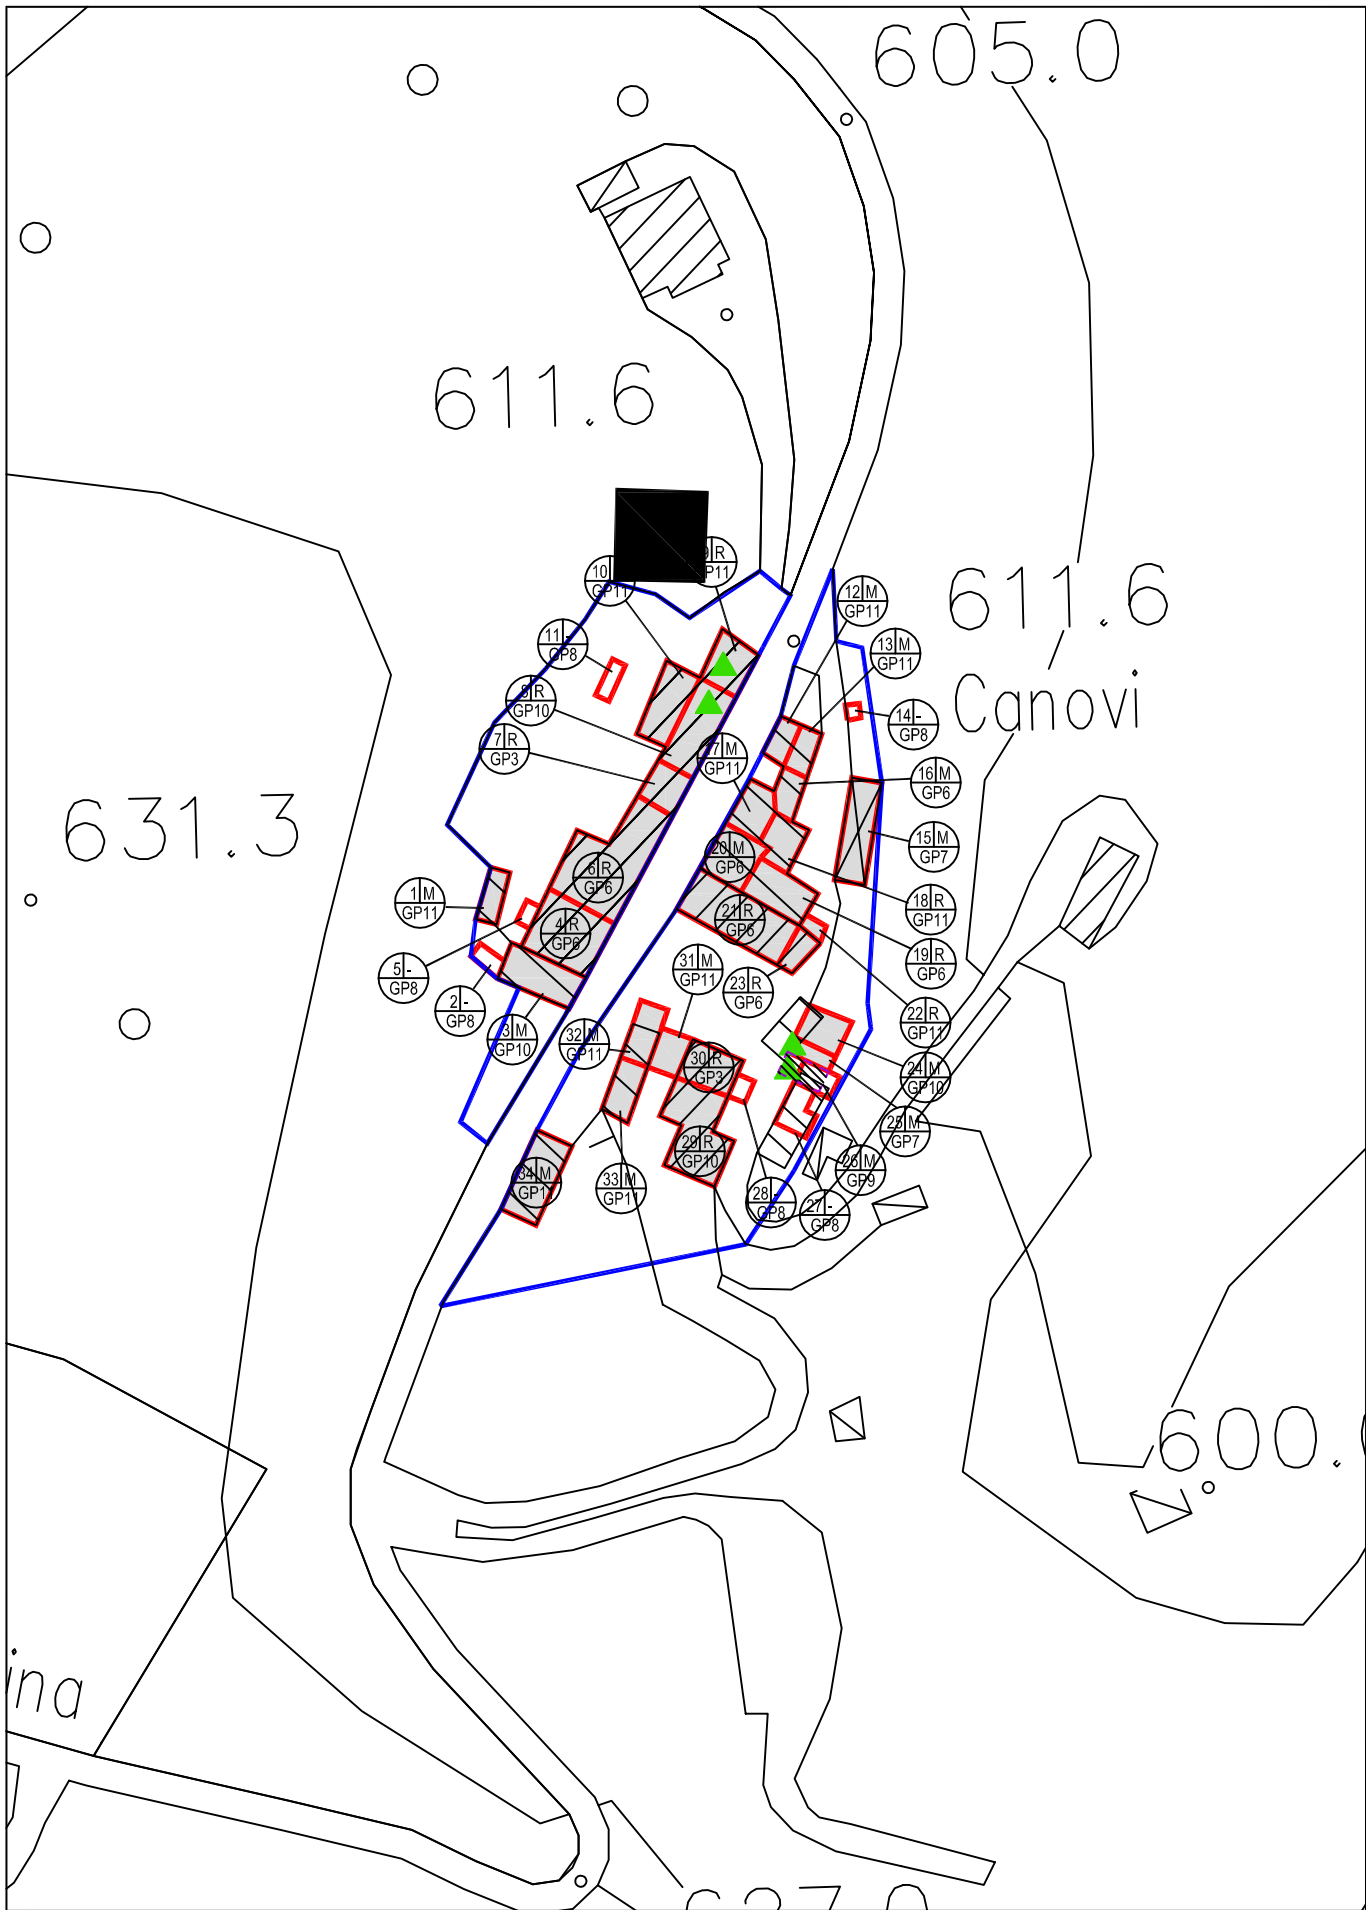 605.0
611.6
10
GP11
9 R
12 M
GP11
611.6
11 -
GP8
13 M
GP11
8 R
GP10
14 -
GP8
Canovi
7 R
GP3
GP11
16 M
GP6
631.3
15 M
GP7
20 M
GP6
6 R
GP6
1 M
GP11
18 R
GP11
21 R
GP6
4 R
GP6
19 R
GP6
31 M
GP11
5 -
GP8
23 R
GP6
2 -
GP8
22 R
GP11
3 M
GP10
32 M
GP11
30 R
GP3
24 M
GP10
25 M
GP7
29 R
GP10
26 M
GP9
34 M
GP11
33 M
GP11
28 -
GP8
27 -
GP8
600.
ina